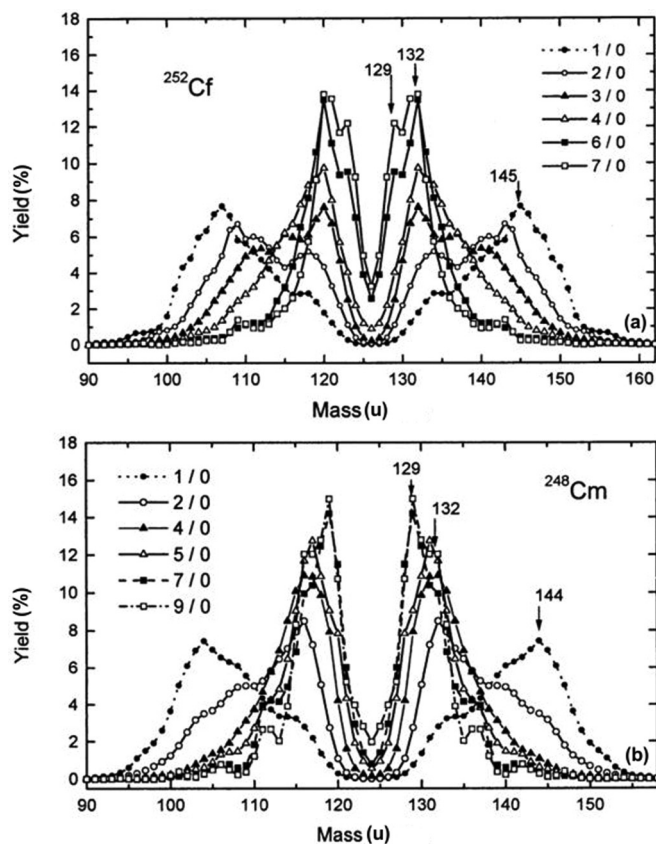 18
16
14
12
10
8
6
4
2
0
Yield (%)
²⁵²Cf
129
132
145
1 / 0
2 / 0
3 / 0
4 / 0
6 / 0
7 / 0
(a)
90 100 110 120 130 140 150 160
Mass (u)
18
16
14
12
10
8
6
4
2
0
Yield (%)
1 / 0
2 / 0
4 / 0
5 / 0
7 / 0
9 / 0
129
132
144
²⁴⁸Cm
(b)
90 100 110 120 130 140 150
Mass (u)